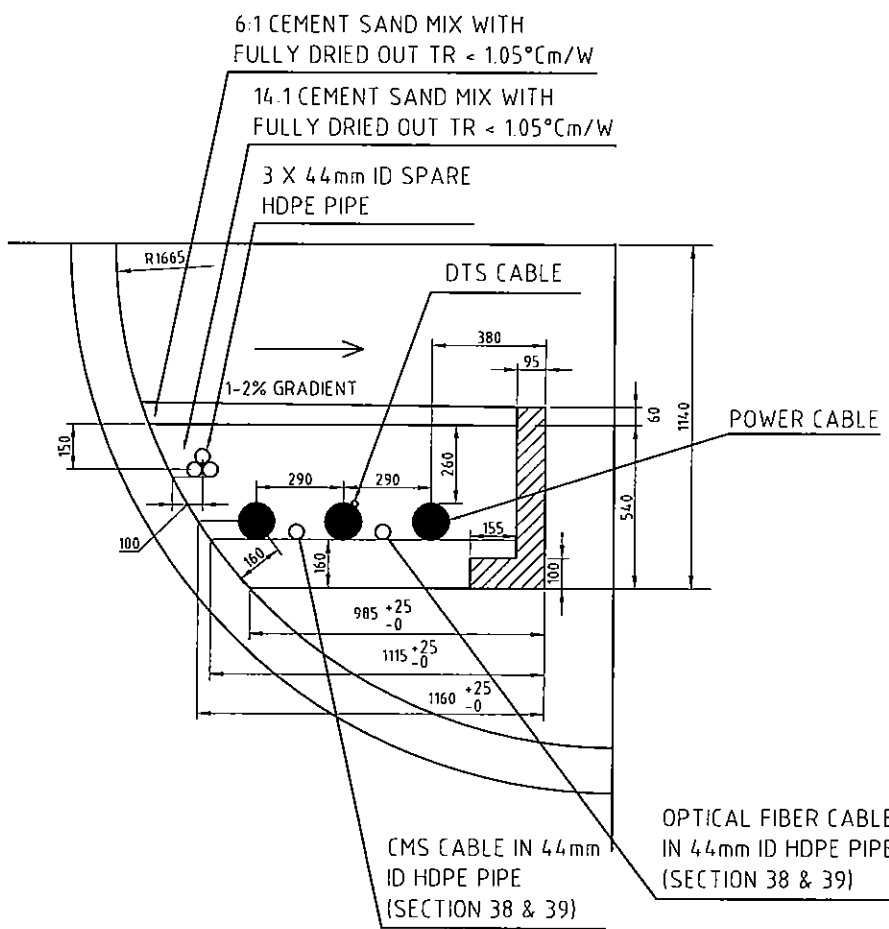 6:1 CEMENT SAND MIX WITH
FULLY DRIED OUT TR < 1.05°Cm/W
14.1 CEMENT SAND MIX WITH
FULLY DRIED OUT TR < 1.05°Cm/W
3 X 44mm ID SPARE
HDPE PIPE
R1665
DTS CABLE
380
95
1-2% GRADIENT
60
1140
POWER CABLE
150
290
290
260
540
155
100
160
160
100
985 +25
-0
1115 +25
-0
1160 +25
-0
OPTICAL FIBER CABLE
IN 44mm ID HDPE PIPE
(SECTION 38 & 39)
CMS CABLE IN 44mm
ID HDPE PIPE
(SECTION 38 & 39)